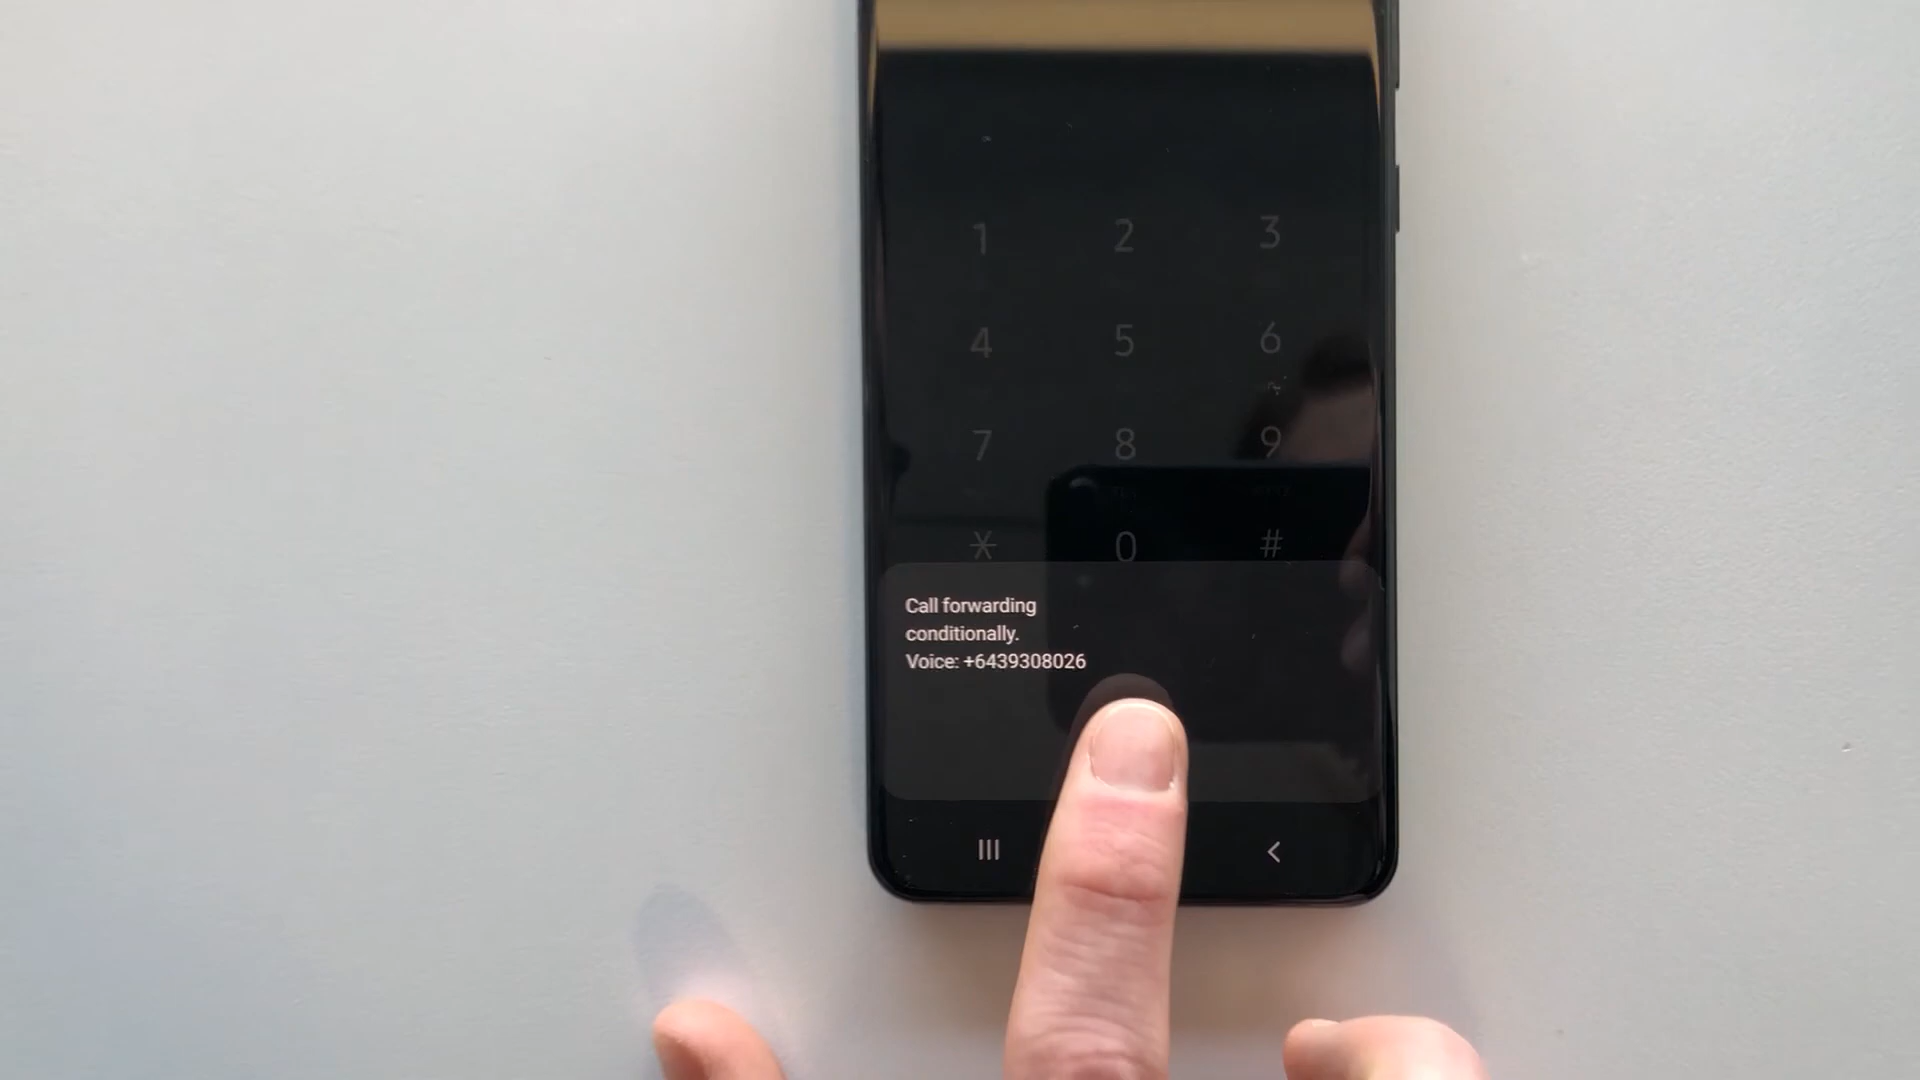 1 2 3
4 5 6
7 8 9
* 0 #
Call forwarding
conditionally.
Voice: +6439308026